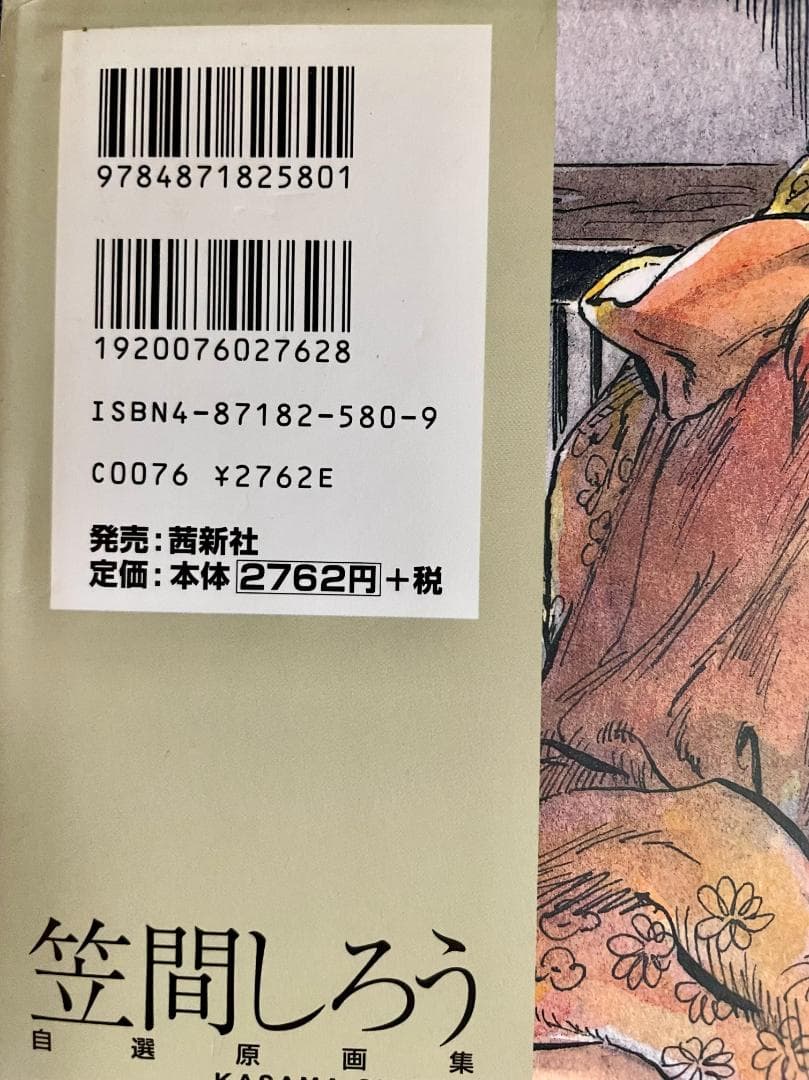 9784871825801
1920076027628
ISBN4-87182-580-9
C0076 ¥2762E
発売:茜新社
定価:本体2762円+税
笠間しろう
自選原画集
KASAMA